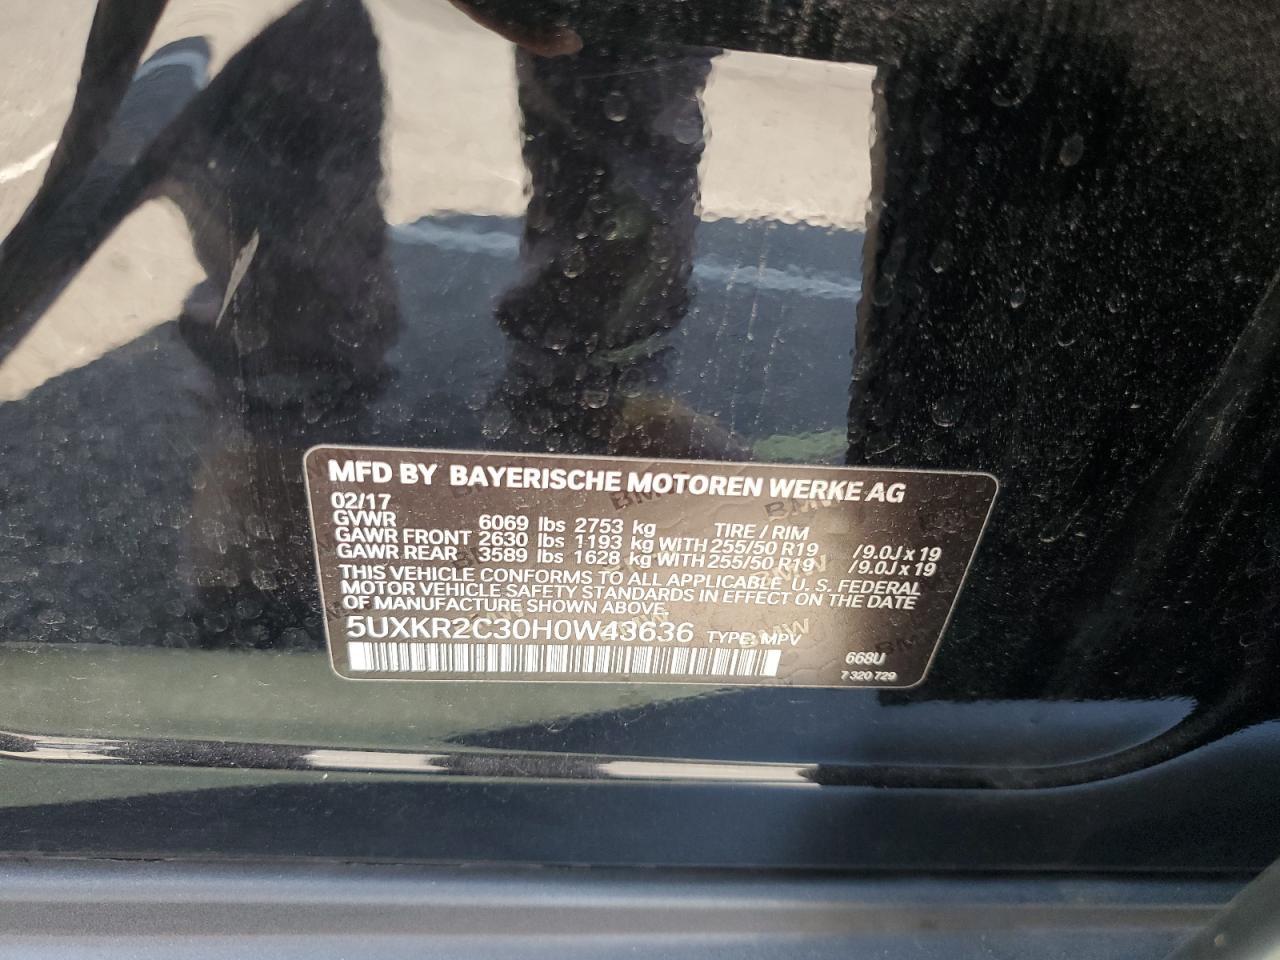 MFD BY BAYERISCHE MOTOREN WERKE AG
02/17
GVWR 6069 lbs 2753 kg TIRE / RIM
GAWR FRONT 2630 lbs 1193 kg WITH 255/50 R19 /9.0J x 19
GAWR REAR 3589 lbs 1628 kg WITH 255/50 R19 /9.0J x 19
THIS VEHICLE CONFORMS TO ALL APPLICABLE U. S. FEDERAL
MOTOR VEHICLE SAFETY STANDARDS IN EFFECT ON THE DATE
OF MANUFACTURE SHOWN ABOVE.
5UXKR2C30H0W43636 TYPE: MPV
668U
7 320 729